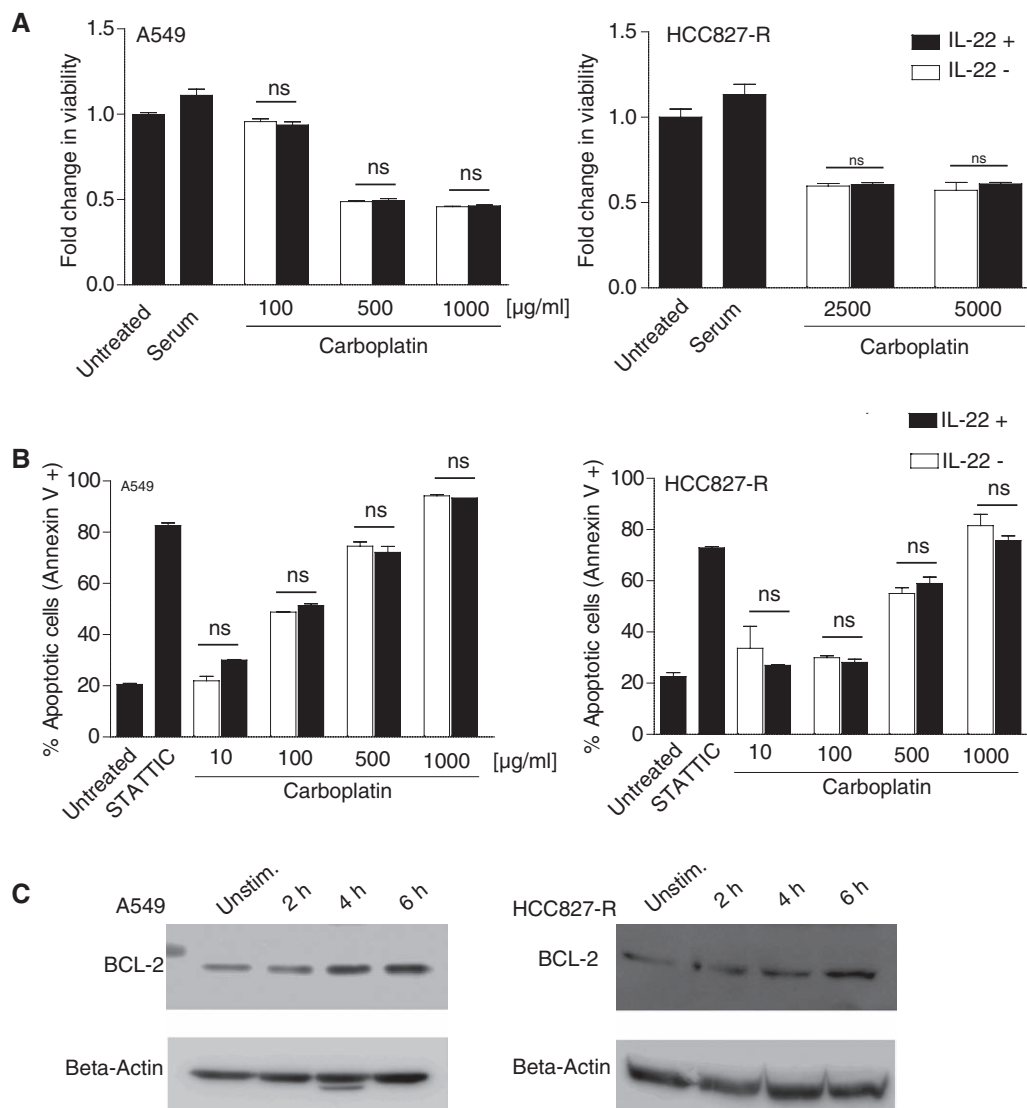 A
A549
Fold change in viability
1.5
1.0
0.5
0.0
ns
ns
ns
Untreated
Serum
100 500 1000 [µg/ml]
Carboplatin
HCC827-R
IL-22 +
IL-22 -
Fold change in viability
1.5
1.0
0.5
0.0
ns
ns
Untreated
Serum
2500 5000
Carboplatin
B
A549
% Apoptotic cells (Annexin V +)
100
80
60
40
20
0
ns
ns
ns
ns
Untreated
STATTIC
10 100 500 1000 [µg/ml]
Carboplatin
IL-22 +
IL-22 -
HCC827-R
% Apoptotic cells (Annexin V +)
100
80
60
40
20
0
ns
ns
ns
ns
Untreated
STATTIC
10 100 500 1000
Carboplatin
C
A549
Unstim. 2 h 4 h 6 h
BCL-2
Beta-Actin
HCC827-R
Unstim. 2 h 4 h 6 h
BCL-2
Beta-Actin